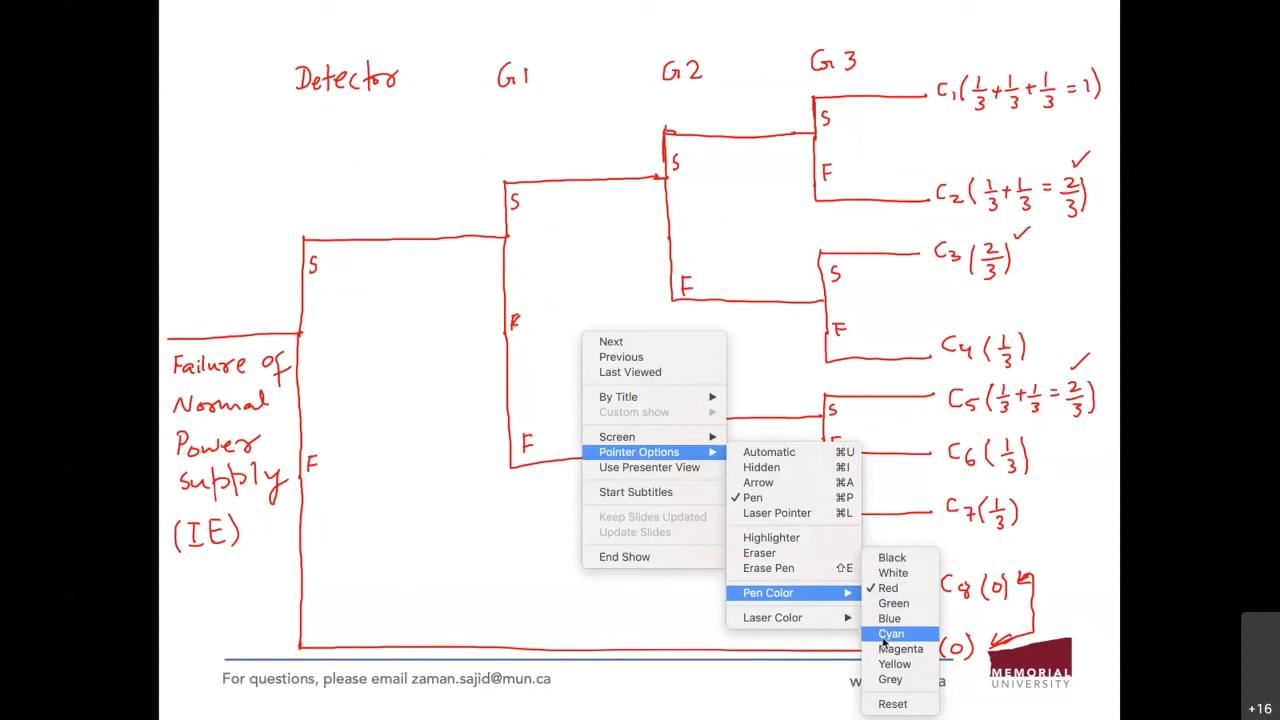 Detector G1 G2 G3
C1 (1/3 + 1/3 + 1/3 = 1)
S
F
C2 (1/3 + 1/3 = 2/3) ✓
S
S
C3 (2/3) ✓
S
S
F
F
F
C4 (1/3)
Failure of
Normal
Power
Supply
(IE)
F
F
S
C5 (1/3 + 1/3 = 2/3) ✓
C6 (1/3)
C7 (1/3)
C8 (0)
(0)
Next
Previous
Last Viewed
By Title
Custom show
Screen
Pointer Options
Use Presenter View
Start Subtitles
Keep Slides Updated
Update Slides
End Show
Automatic ⌘U
Hidden ⌘I
Arrow ⌘A
✓ Pen ⌘P
Laser Pointer ⌘L
Highlighter
Eraser
Erase Pen ⇧E
Pen Color
Laser Color
Black
White
✓ Red
Green
Blue
Cyan
Magenta
Yellow
Grey
Reset
For questions, please email zaman.sajid@mun.ca
MEMORIAL
UNIVERSITY
+16